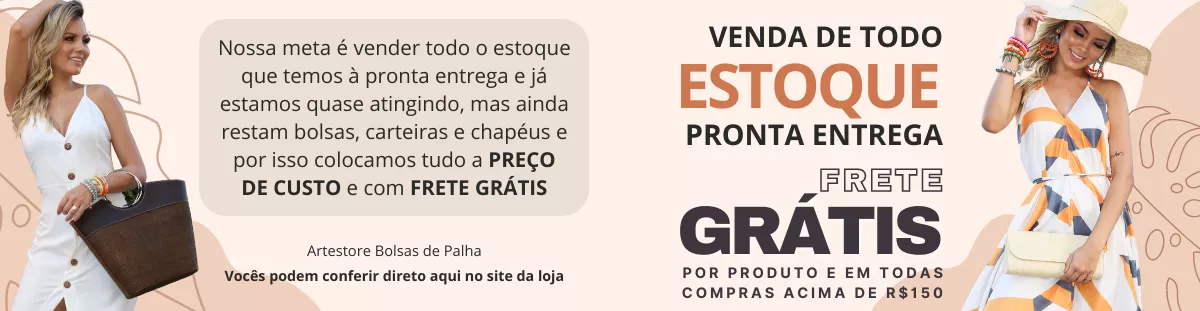 Nossa meta é vender todo o estoque
que temos à pronta entrega e já
estamos quase atingindo, mas ainda
restam bolsas, carteiras e chapéus e
por isso colocamos tudo a PREÇO
DE CUSTO e com FRETE GRÁTIS
Artestore Bolsas de Palha
Vocês podem conferir direto aqui no site da loja
VENDA DE TODO
ESTOQUE
PRONTA ENTREGA
FRETE
GRÁTIS
POR PRODUTO E EM TODAS
COMPRAS ACIMA DE R$150